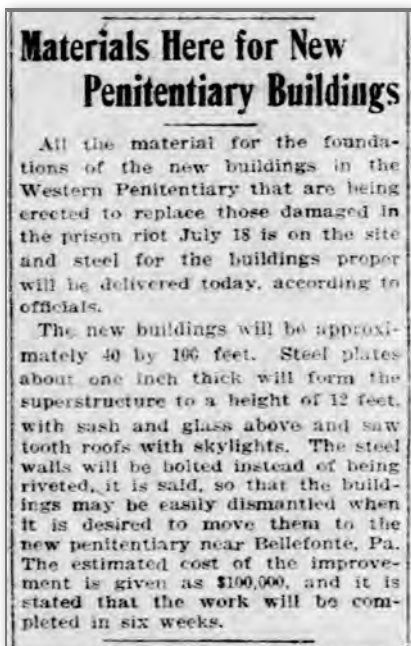 Materials Here for New
Penitentiary Buildings
All the material for the founda-
tions of the new buildings in the
Western Penitentiary that are being
erected to replace those damaged in
the prison riot July 18 is on the site
and steel for the buildings proper
will be delivered today, according to
officials.
The new buildings will be approxi-
mately 40 by 100 feet. Steel plates
about one inch thick will form the
superstructure to a height of 12 feet,
with sash and glass above and saw
tooth roofs with skylights. The steel
walls will be bolted instead of being
riveted, it is said, so that the build-
ings may be easily dismantled when
it is desired to move them to the
new penitentiary near Bellefonte, Pa.
The estimated cost of the improve-
ment is given as $100,000, and it is
stated that the work will be com-
pleted in six weeks.